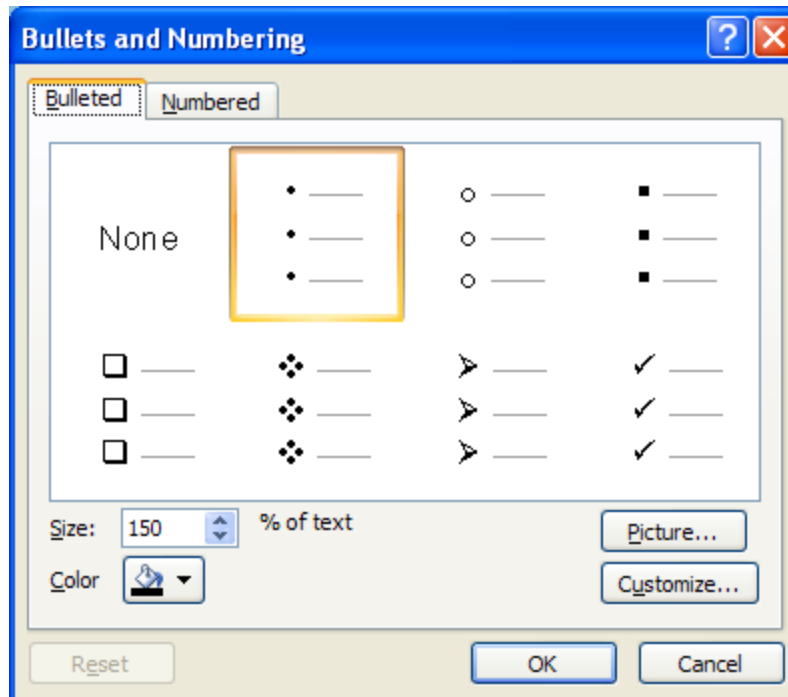 Bullets and Numbering
Bulleted Numbered
None
Size: 150 % of text
Picture...
Color
Customize...
Reset OK Cancel